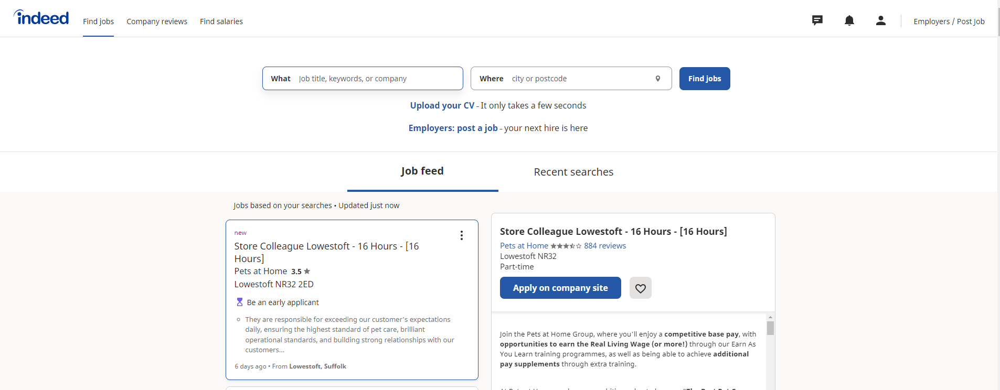 indeed
Find jobs
Company reviews
Find salaries
Employers / Post Job
What
Job title, keywords, or company
Where
city or postcode
Find jobs
Upload your CV - It only takes a few seconds
Employers: post a job - your next hire is here
Job feed
Recent searches
Jobs based on your searches • Updated just now
new
Store Colleague Lowestoft - 16 Hours - [16
Hours]
Pets at Home 3.5
Lowestoft NR32 2ED
Be an early applicant
They are responsible for exceeding our customer's expectations
daily, ensuring the highest standard of pet care, brilliant
operational standards, and building strong relationships with our
customers…
6 days ago • From Lowestoft, Suffolk
Store Colleague Lowestoft - 16 Hours - [16 Hours]
Pets at Home 884 reviews
Lowestoft NR32
Part-time
Apply on company site
Join the Pets at Home Group, where you'll enjoy a competitive base pay, with
opportunities to earn the Real Living Wage (or more!) through our Earn As
You Learn training programmes, as well as being able to achieve additional
pay supplements through extra training.